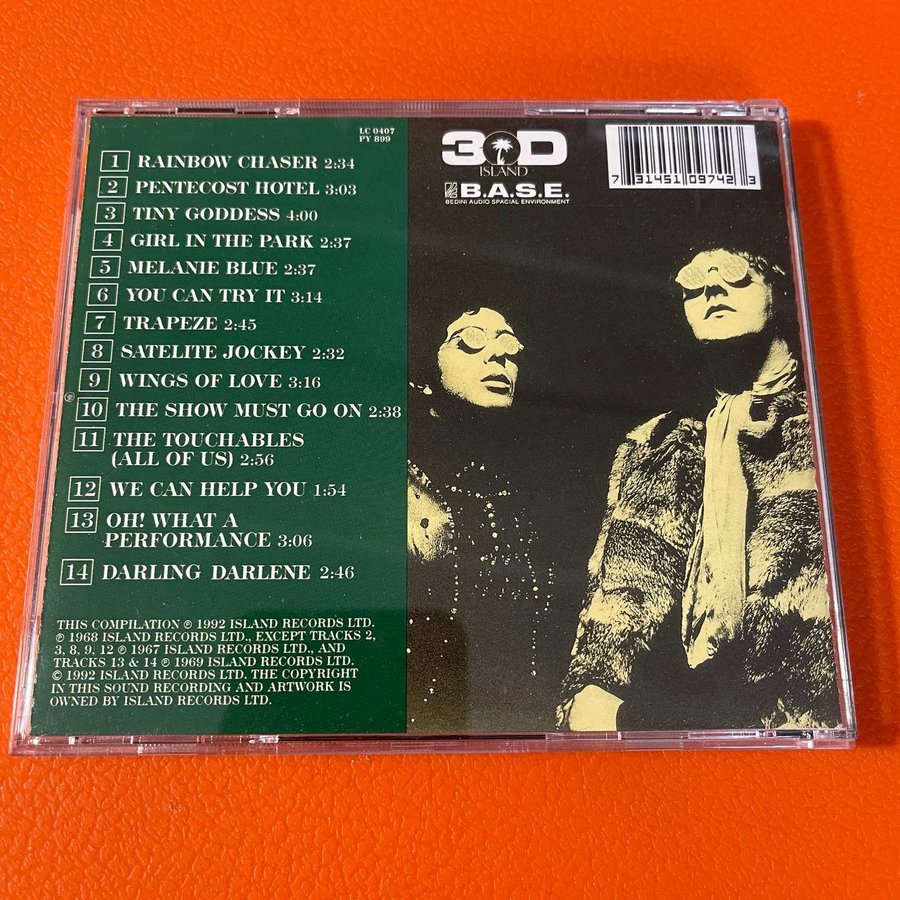 LC 0407
PY 899
1 RAINBOW CHASER 2:34
2 PENTECOST HOTEL 3:03
3 TINY GODDESS 4:00
4 GIRL IN THE PARK 2:37
5 MELANIE BLUE 2:37
6 YOU CAN TRY IT 3:14
7 TRAPEZE 2:45
8 SATELITE JOCKEY 2:32
9 WINGS OF LOVE 3:16
10 THE SHOW MUST GO ON 2:38
11 THE TOUCHABLES
(ALL OF US) 2:56
12 WE CAN HELP YOU 1:54
13 OH! WHAT A
PERFORMANCE 3:06
14 DARLING DARLENE 2:46
THIS COMPILATION ℗ 1992 ISLAND RECORDS LTD.
℗ 1968 ISLAND RECORDS LTD., EXCEPT TRACKS 2,
3, 8, 9, 12 ℗ 1967 ISLAND RECORDS LTD., AND
TRACKS 13 & 14 ℗ 1969 ISLAND RECORDS LTD.
© 1992 ISLAND RECORDS LTD. THE COPYRIGHT
IN THIS SOUND RECORDING AND ARTWORK IS
OWNED BY ISLAND RECORDS LTD.
3D
ISLAND
B.A.S.E.
BEDINI AUDIO SPACIAL ENVIRONMENT
7 31451 09742 3